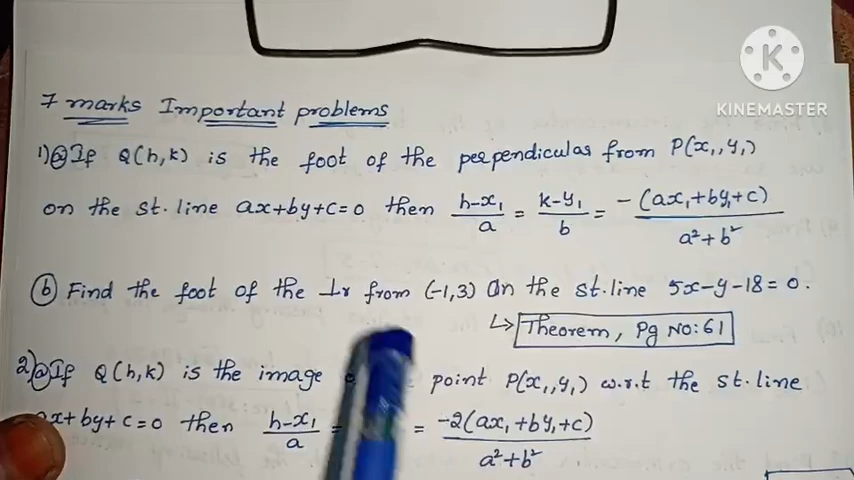 KINEMASTER
7 marks Important problems
1) ⓐ If Q(h,k) is the foot of the perpendicular from P(x₁,y₁)
on the st.line ax+by+c=0 then (h-x₁)/a = (k-y₁)/b = -(ax₁+by₁+c)/(a²+b²)
ⓑ Find the foot of the ⊥r from (-1,3) on the st.line 5x-y-18=0.
↳ Theorem, Pg No:61
2) ⓐ If Q(h,k) is the image point P(x₁,y₁) w.r.t the st.line
ax+by+c=0 then (h-x₁)/a = = -2(ax₁+by₁+c)/(a²+b²)